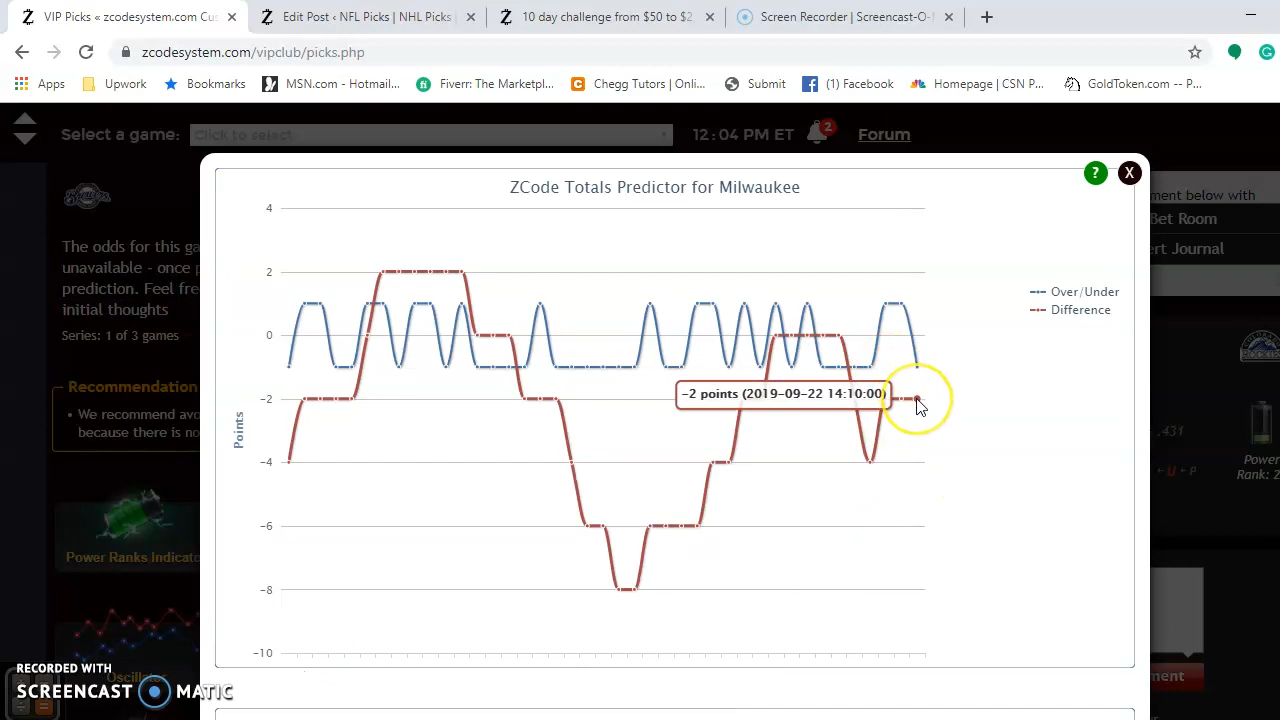 VIP Picks « zcodesystem.com Cus
Edit Post ‹ NFL Picks | NHL Picks |
10 day challenge from $50 to $2
Screen Recorder | Screencast-O-
zcodesystem.com/vipclub/picks.php
Apps
Upwork
Bookmarks
MSN.com - Hotmail...
Fiverr: The Marketpl...
Chegg Tutors | Onli...
Submit
(1) Facebook
Homepage | CSN P...
GoldToken.com -- P...
Select a game:
Click to select
12:04 PM ET
2
Forum
ment below with
Bet Room
ert Journal
The odds for this ga
unavailable - once p
prediction. Feel fre
initial thoughts
Series: 1 of 3 games
Recommendation
• We recommend avo
because there is no
Power Ranks Indicato
Oscillat
ZCode Totals Predictor for Milwaukee
?
X
Points
4
2
0
-2
-4
-6
-8
-10
Over/Under
Difference
-2 points (2019-09-22 14:10:00)
.431
U P
Power
Rank: 2
ment
RECORDED WITH
SCREENCAST MATIC